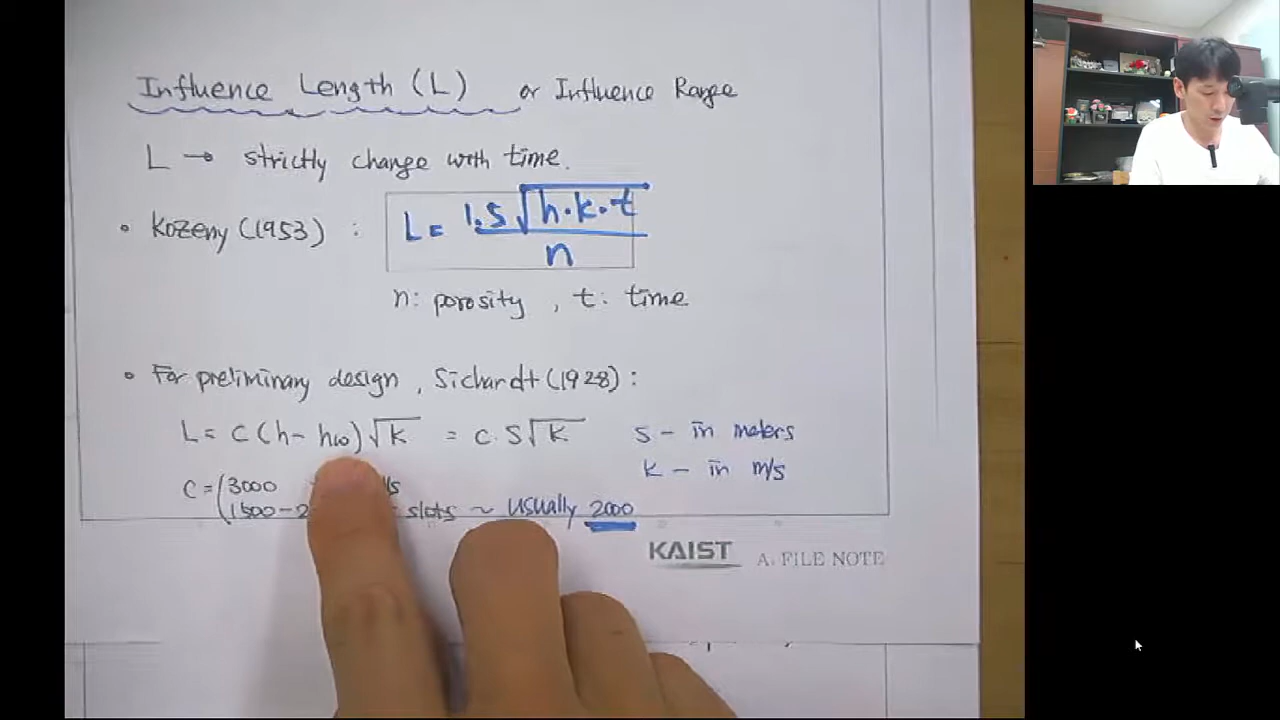 Influence Length (L) or Influence Range
L → strictly change with time.
• Kozeny (1953) : L = 1.5√h·k·t / n
n: porosity , t: time
• For preliminary design , Sichardt (1928) :
L = C (h - hw)√k = C · S√k S - in meters
k - in m/s
C = (3000
(1500-2 slots ~ usually 2000
KAIST A. FILE NOTE